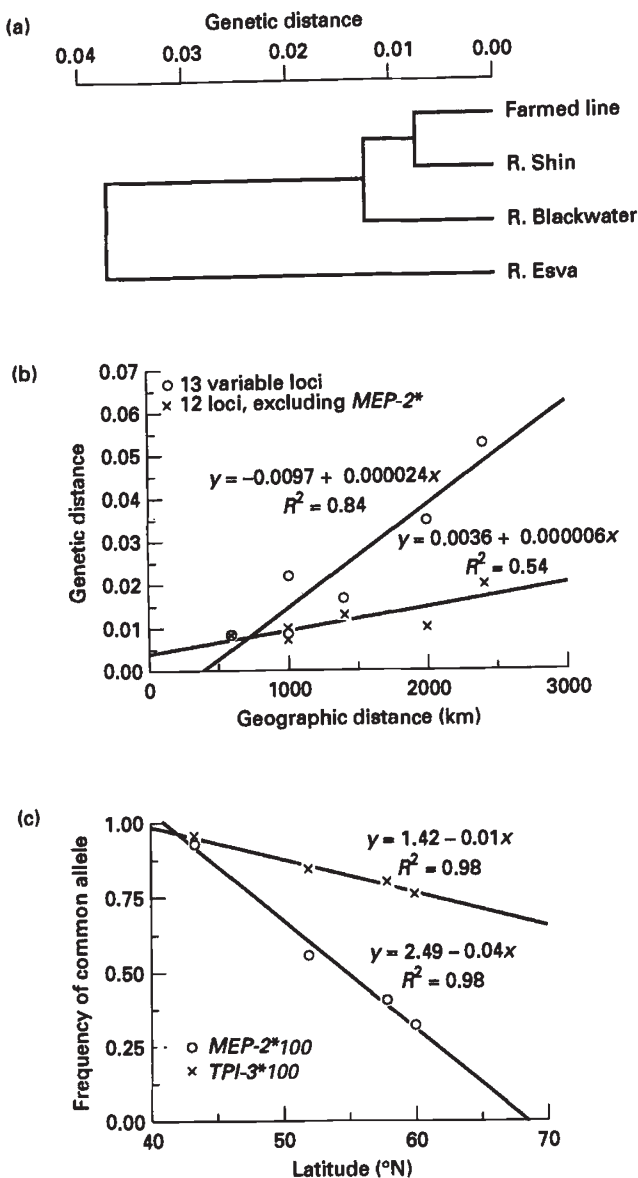 (a)
Genetic distance
0.04 0.03 0.02 0.01 0.00
Farmed line
R. Shin
R. Blackwater
R. Esva
(b)
0.07
0.06
0.05
0.04
0.03
0.02
0.01
0.00
Genetic distance
○ 13 variable loci
× 12 loci, excluding MEP-2*
y = –0.0097 + 0.000024x
R² = 0.84
y = 0.0036 + 0.000006x
R² = 0.54
0 1000 2000 3000
Geographic distance (km)
(c)
1.00
0.75
0.50
0.25
0.00
Frequency of common allele
y = 1.42 – 0.01x
R² = 0.98
y = 2.49 – 0.04x
R² = 0.98
○ MEP-2*100
× TPI-3*100
40 50 60 70
Latitude (°N)